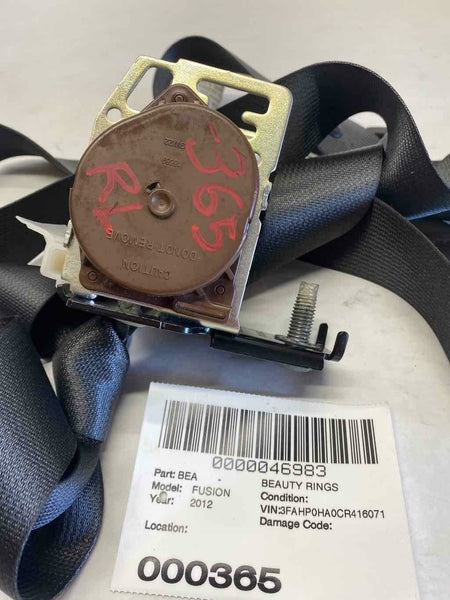 -365
RL
CAUTION
DO NOT REMOVE
0000046983
Part: BEA
BEAUTY RINGS
Model: FUSION
Condition:
Year: 2012
VIN:3FAHP0HA0CR416071
Damage Code:
Location:
000365